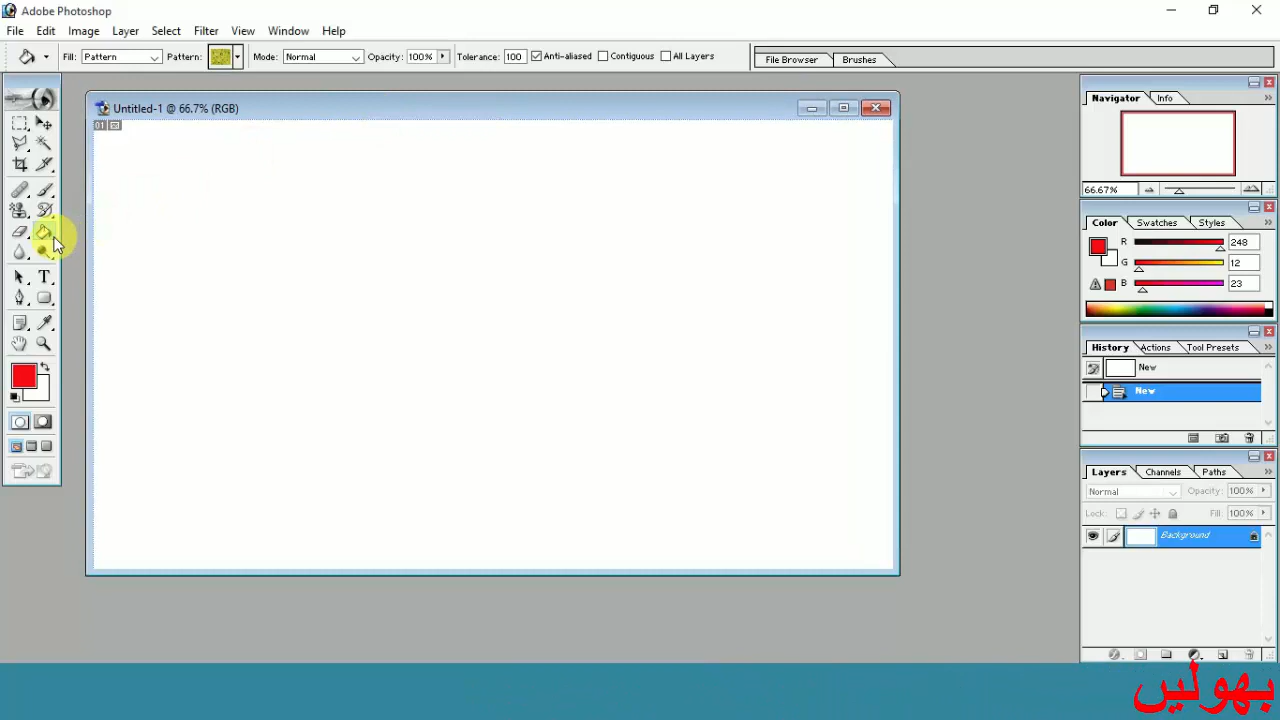 Adobe Photoshop
File Edit Image Layer Select Filter View Window Help
Fill: Pattern Pattern: Mode: Normal Opacity: 100% Tolerance: 100 Anti-aliased Contiguous All Layers File Browser Brushes
Untitled-1 @ 66.7% (RGB)
01
Navigator Info
66.67%
Color Swatches Styles
R 248
G 12
B 23
History Actions Tool Presets
New
New
Layers Channels Paths
Normal Opacity: 100%
Lock: Fill: 100%
Background
T
بھولیں